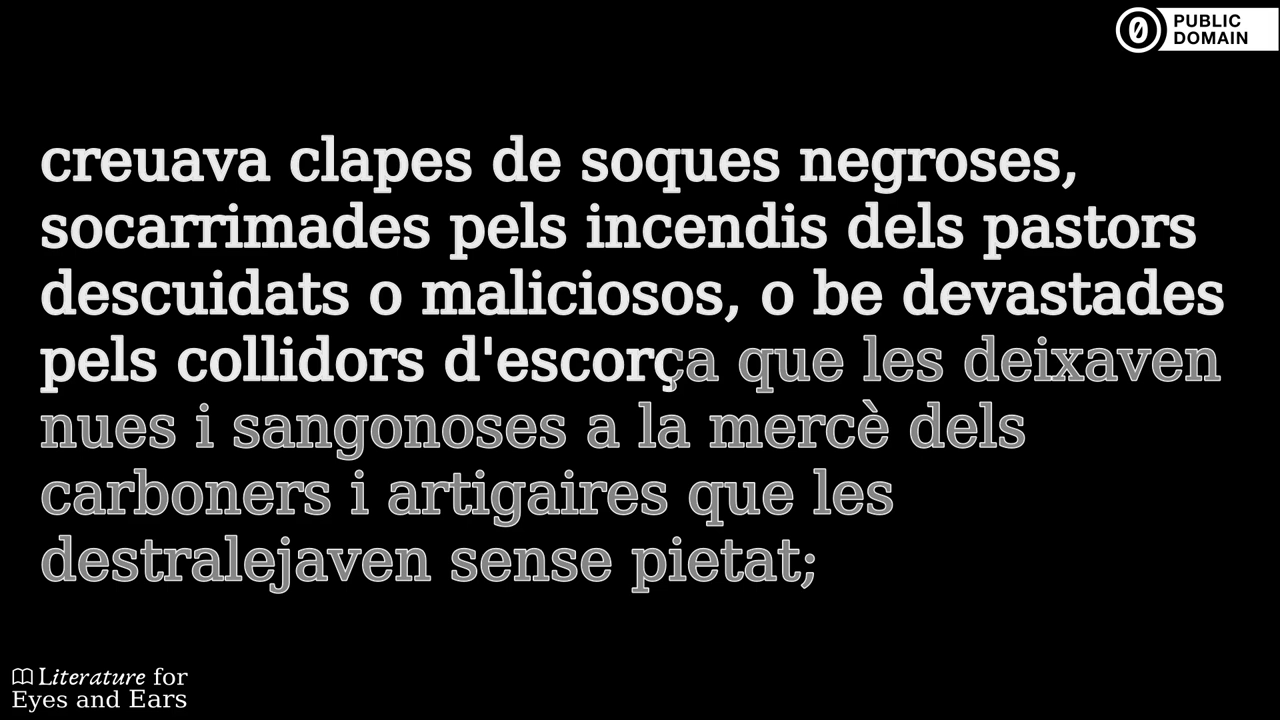 PUBLIC
DOMAIN
creuava clapes de soques negroses,
socarrimades pels incendis dels pastors
descuidats o maliciosos, o be devastades
pels collidors d'escorça que les deixaven
nues i sangonoses a la mercè dels
carboners i artigaires que les
destralejaven sense pietat;
Literature for
Eyes and Ears